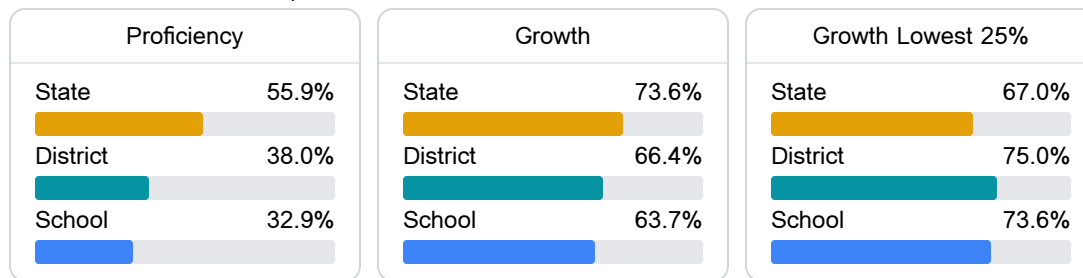 Proficiency
State 55.9%
District 38.0%
School 32.9%
Growth
State 73.6%
District 66.4%
School 63.7%
Growth Lowest 25%
State 67.0%
District 75.0%
School 73.6%